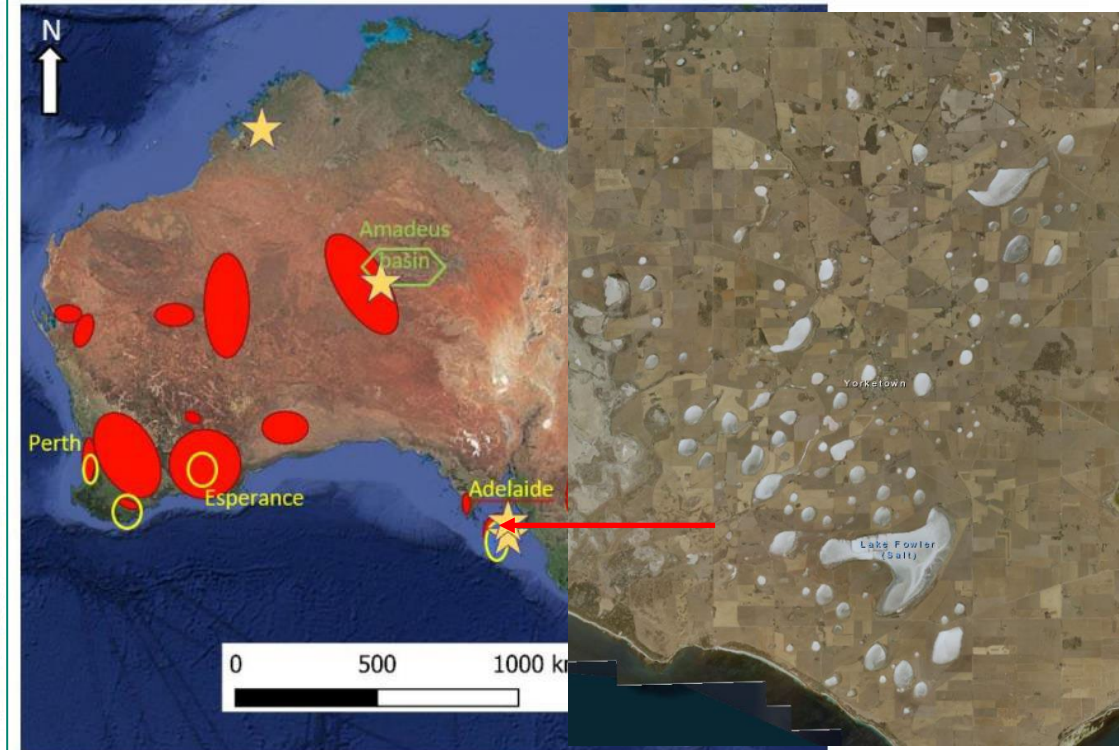 N
Amadeus
basin
Perth
Esperance
Adelaide
0 500 1000 k
Yorketown
Lake Fowler
(Salt)